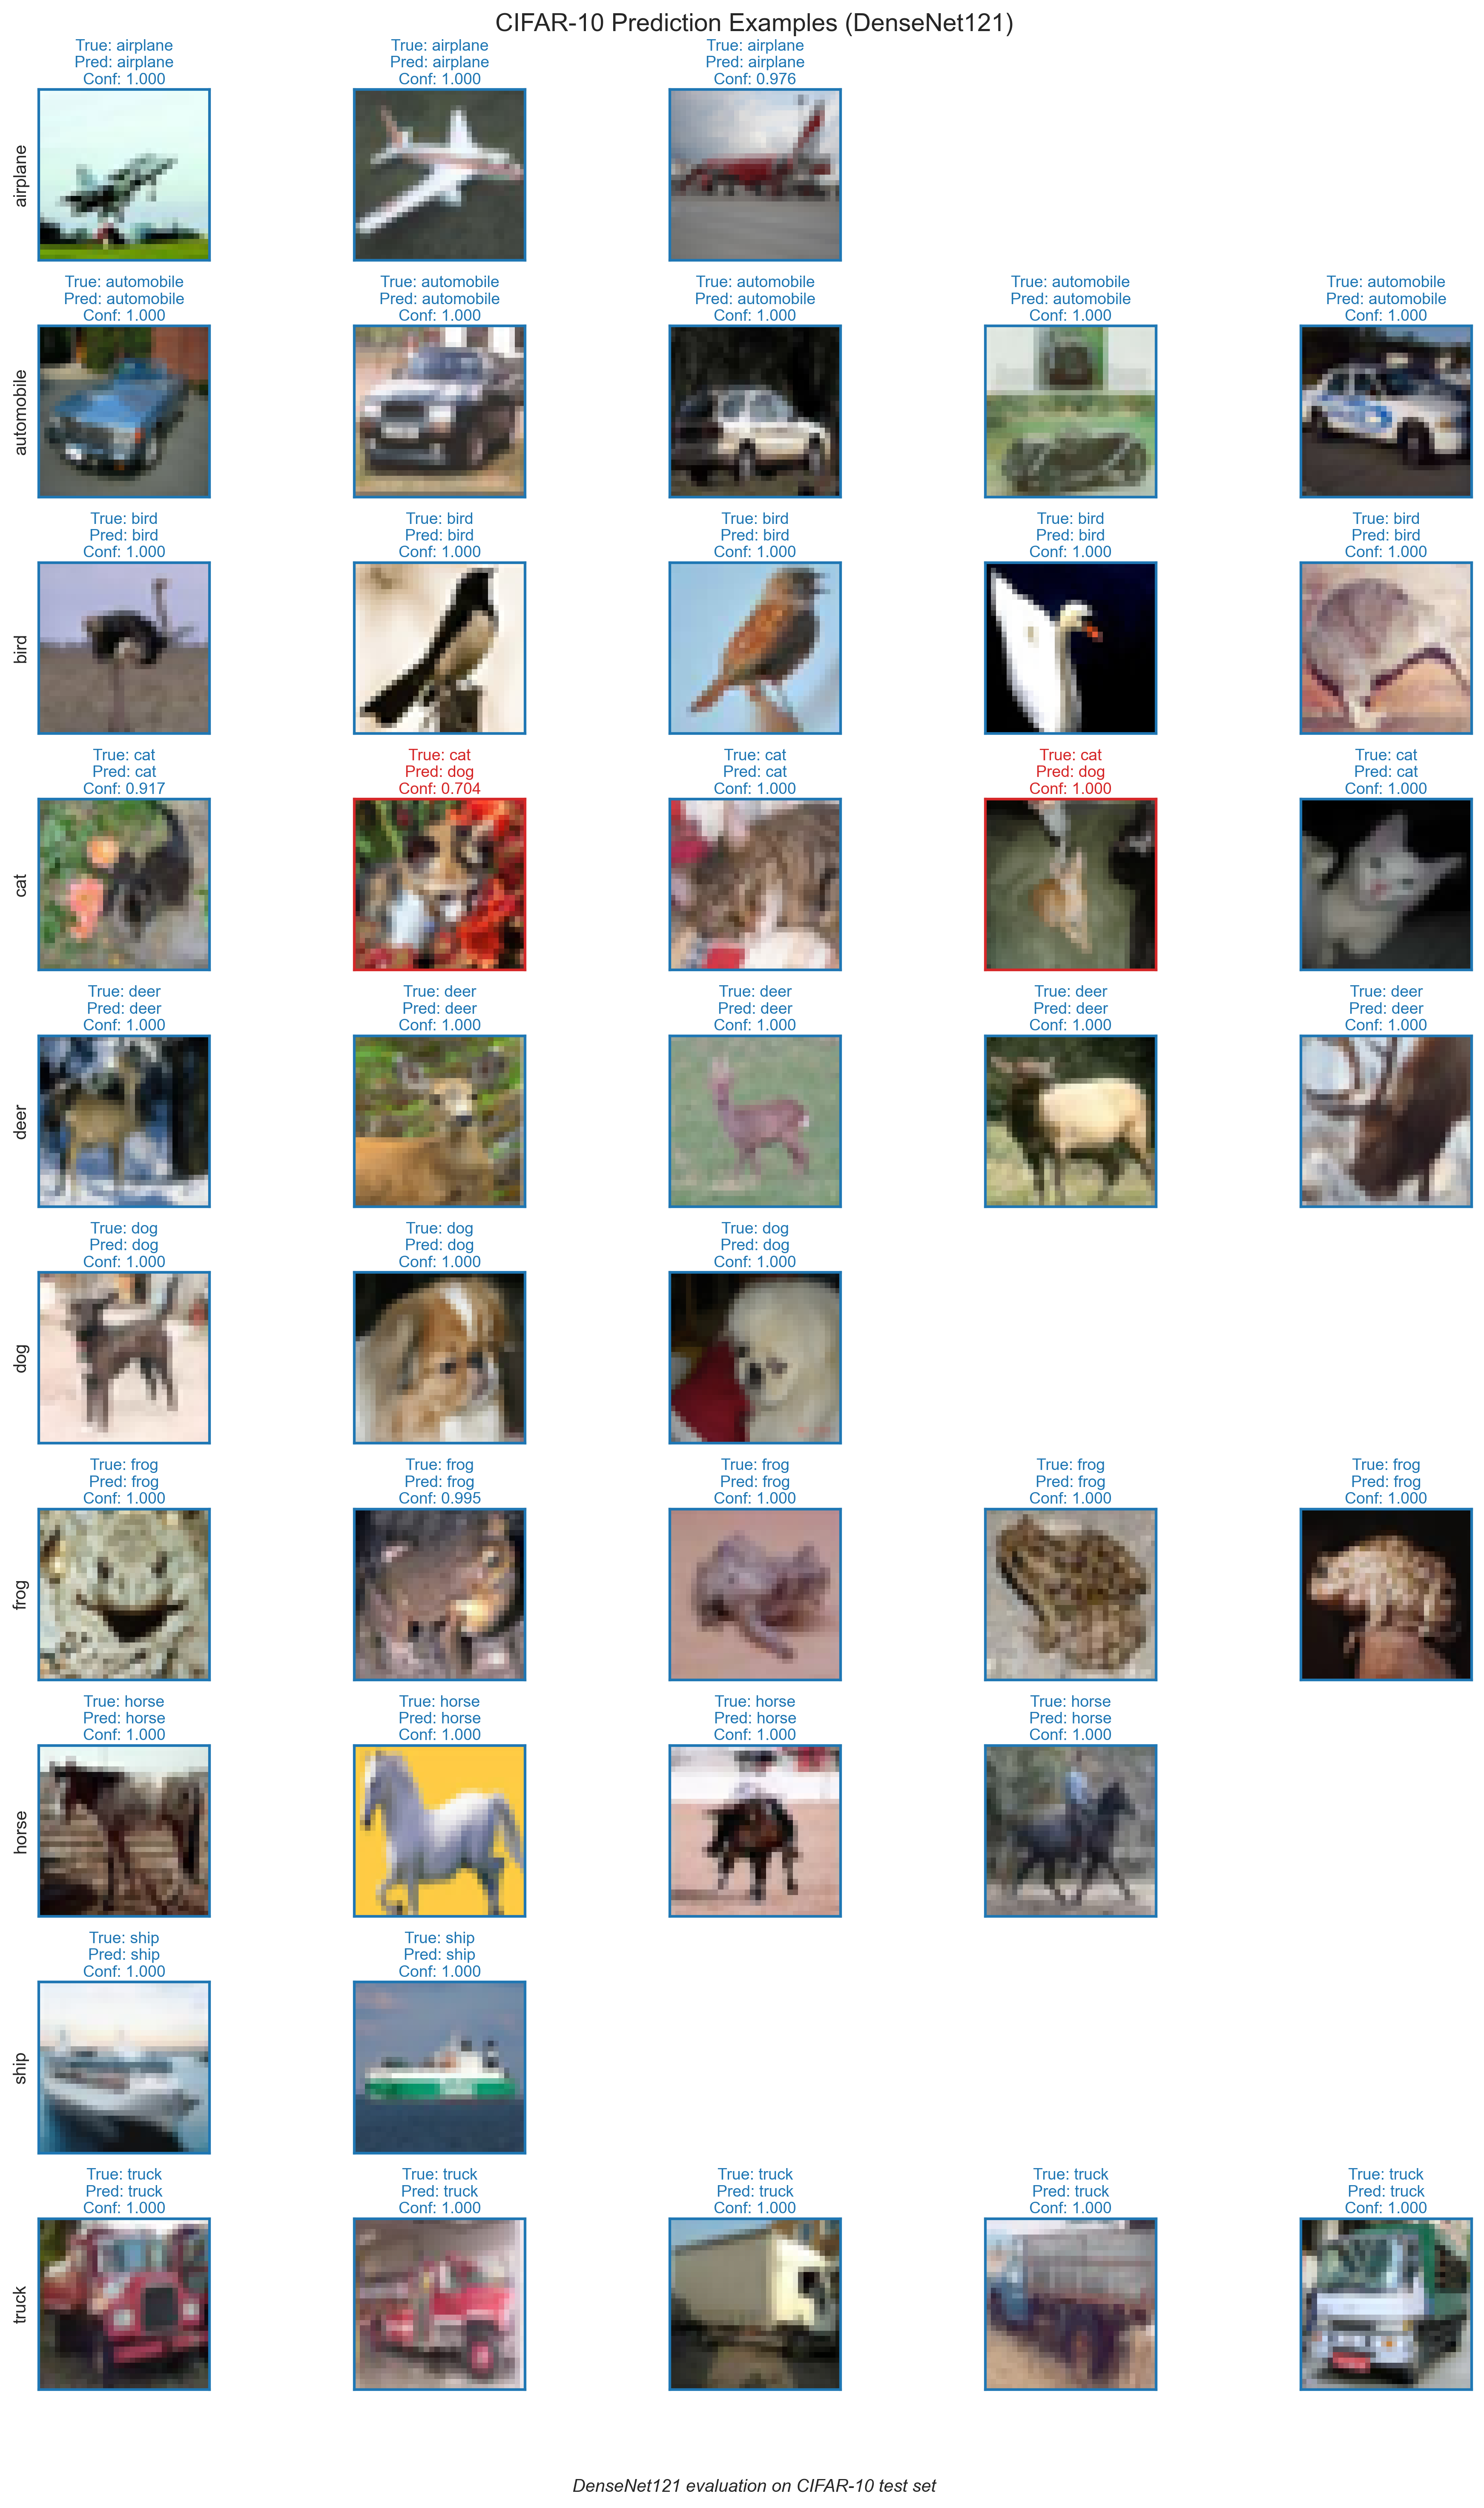 CIFAR-10 Prediction Examples (DenseNet121)
True: airplane
Pred: airplane
Conf: 1.000
True: airplane
Pred: airplane
Conf: 1.000
True: airplane
Pred: airplane
Conf: 0.976
airplane
True: automobile
Pred: automobile
Conf: 1.000
True: automobile
Pred: automobile
Conf: 1.000
True: automobile
Pred: automobile
Conf: 1.000
True: automobile
Pred: automobile
Conf: 1.000
True: automobile
Pred: automobile
Conf: 1.000
automobile
True: bird
Pred: bird
Conf: 1.000
True: bird
Pred: bird
Conf: 1.000
True: bird
Pred: bird
Conf: 1.000
True: bird
Pred: bird
Conf: 1.000
True: bird
Pred: bird
Conf: 1.000
bird
True: cat
Pred: cat
Conf: 0.917
True: cat
Pred: dog
Conf: 0.704
True: cat
Pred: cat
Conf: 1.000
True: cat
Pred: dog
Conf: 1.000
True: cat
Pred: cat
Conf: 1.000
cat
True: deer
Pred: deer
Conf: 1.000
True: deer
Pred: deer
Conf: 1.000
True: deer
Pred: deer
Conf: 1.000
True: deer
Pred: deer
Conf: 1.000
True: deer
Pred: deer
Conf: 1.000
deer
True: dog
Pred: dog
Conf: 1.000
True: dog
Pred: dog
Conf: 1.000
True: dog
Pred: dog
Conf: 1.000
dog
True: frog
Pred: frog
Conf: 1.000
True: frog
Pred: frog
Conf: 0.995
True: frog
Pred: frog
Conf: 1.000
True: frog
Pred: frog
Conf: 1.000
True: frog
Pred: frog
Conf: 1.000
frog
True: horse
Pred: horse
Conf: 1.000
True: horse
Pred: horse
Conf: 1.000
True: horse
Pred: horse
Conf: 1.000
True: horse
Pred: horse
Conf: 1.000
horse
True: ship
Pred: ship
Conf: 1.000
True: ship
Pred: ship
Conf: 1.000
ship
True: truck
Pred: truck
Conf: 1.000
True: truck
Pred: truck
Conf: 1.000
True: truck
Pred: truck
Conf: 1.000
True: truck
Pred: truck
Conf: 1.000
True: truck
Pred: truck
Conf: 1.000
truck
DenseNet121 evaluation on CIFAR-10 test set